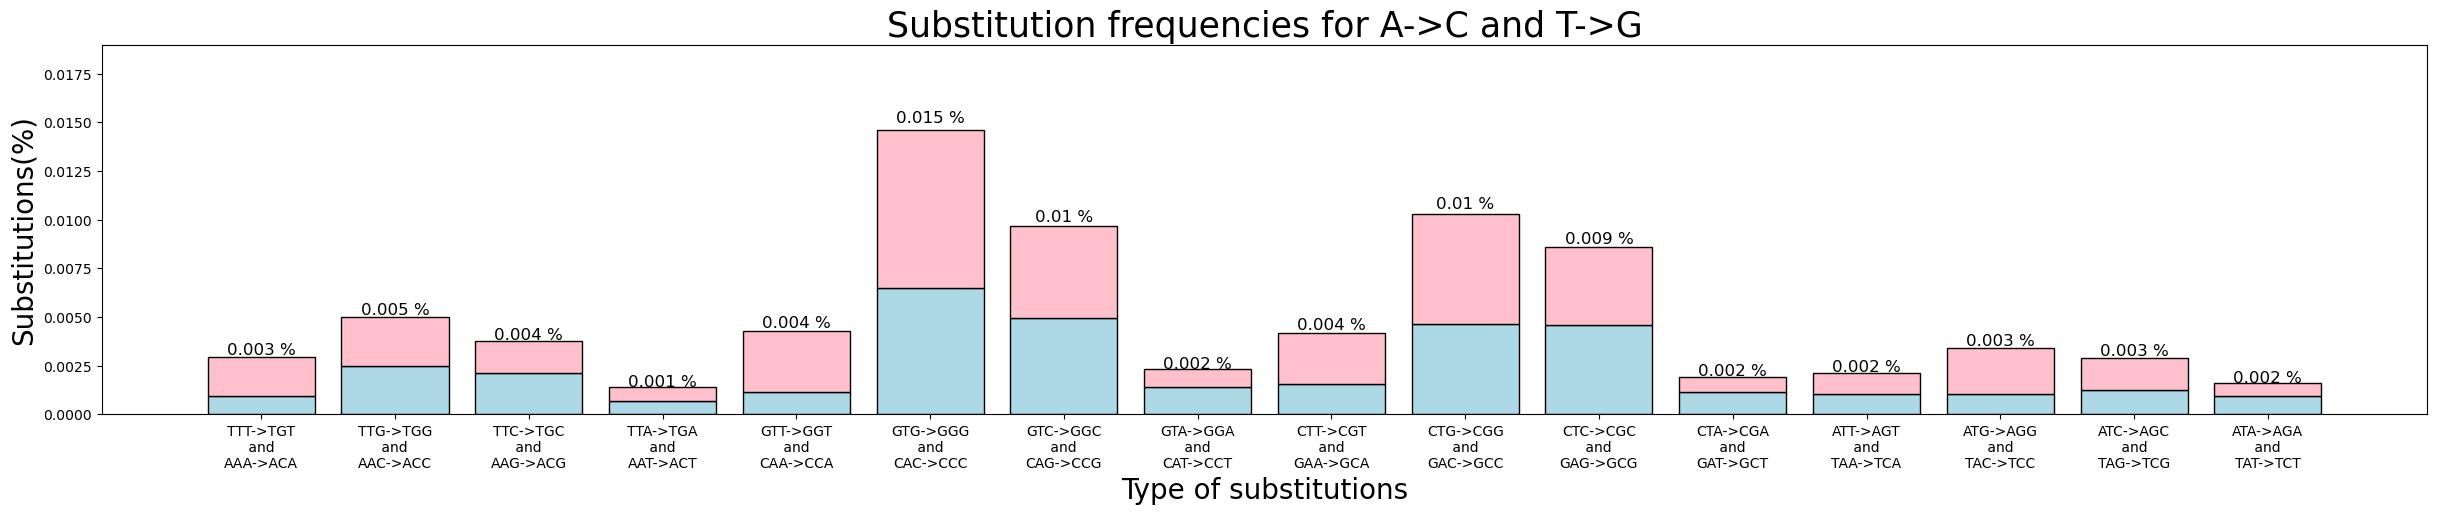 Substitution frequencies for A->C and T->G
Substitutions(%)
0.0175
0.0150
0.0125
0.0100
0.0075
0.0050
0.0025
0.0000
0.003 %
0.005 %
0.004 %
0.001 %
0.004 %
0.015 %
0.01 %
0.002 %
0.004 %
0.01 %
0.009 %
0.002 %
0.002 %
0.003 %
0.003 %
0.002 %
TTT->TGT
and
AAA->ACA
TTG->TGG
and
AAC->ACC
TTC->TGC
and
AAG->ACG
TTA->TGA
and
AAT->ACT
GTT->GGT
and
CAA->CCA
GTG->GGG
and
CAC->CCC
GTC->GGC
and
CAG->CCG
GTA->GGA
and
CAT->CCT
CTT->CGT
and
GAA->GCA
CTG->CGG
and
GAC->GCC
CTC->CGC
and
GAG->GCG
CTA->CGA
and
GAT->GCT
ATT->AGT
and
TAA->TCA
ATG->AGG
and
TAC->TCC
ATC->AGC
and
TAG->TCG
ATA->AGA
and
TAT->TCT
Type of substitutions